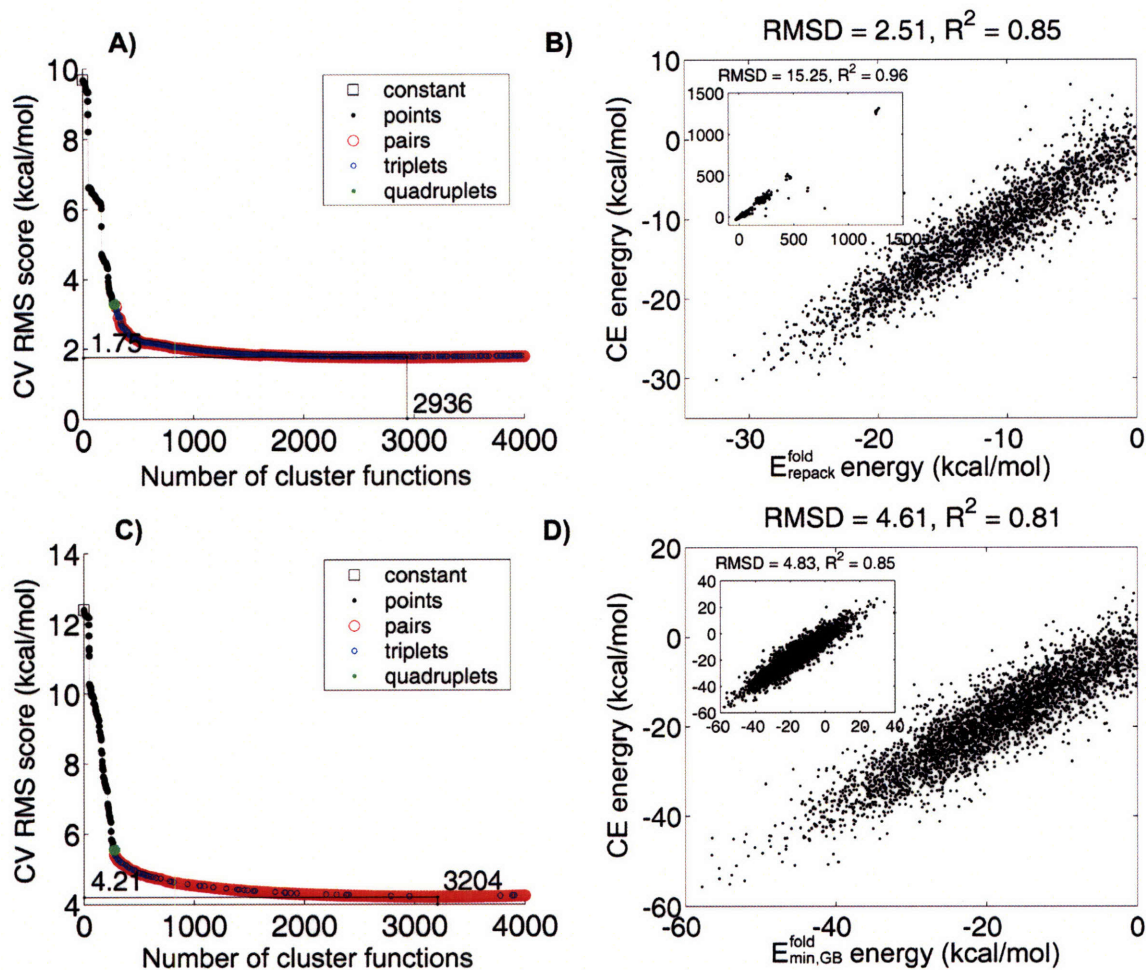 A)
CV RMS score (kcal/mol)
10
8
6
4
2
0
constant
points
pairs
triplets
quadruplets
1.75
2936
0
1000
2000
3000
4000
Number of cluster functions
B)
RMSD = 2.51, R² = 0.85
CE energy (kcal/mol)
10
0
-10
-20
-30
RMSD = 15.25, R² = 0.96
1500
1000
500
0
0
500
1000
1500
-30
-20
-10
0
E fold repack energy (kcal/mol)
C)
CV RMS score (kcal/mol)
14
12
10
8
6
4
constant
points
pairs
triplets
quadruplets
4.21
3204
0
1000
2000
3000
4000
Number of cluster functions
D)
RMSD = 4.61, R² = 0.81
CE energy (kcal/mol)
20
0
-20
-40
-60
RMSD = 4.83, R² = 0.85
40
20
0
-20
-40
-60
-60
-40
-20
0
20
40
-60
-40
-20
0
E fold min,GB energy (kcal/mol)